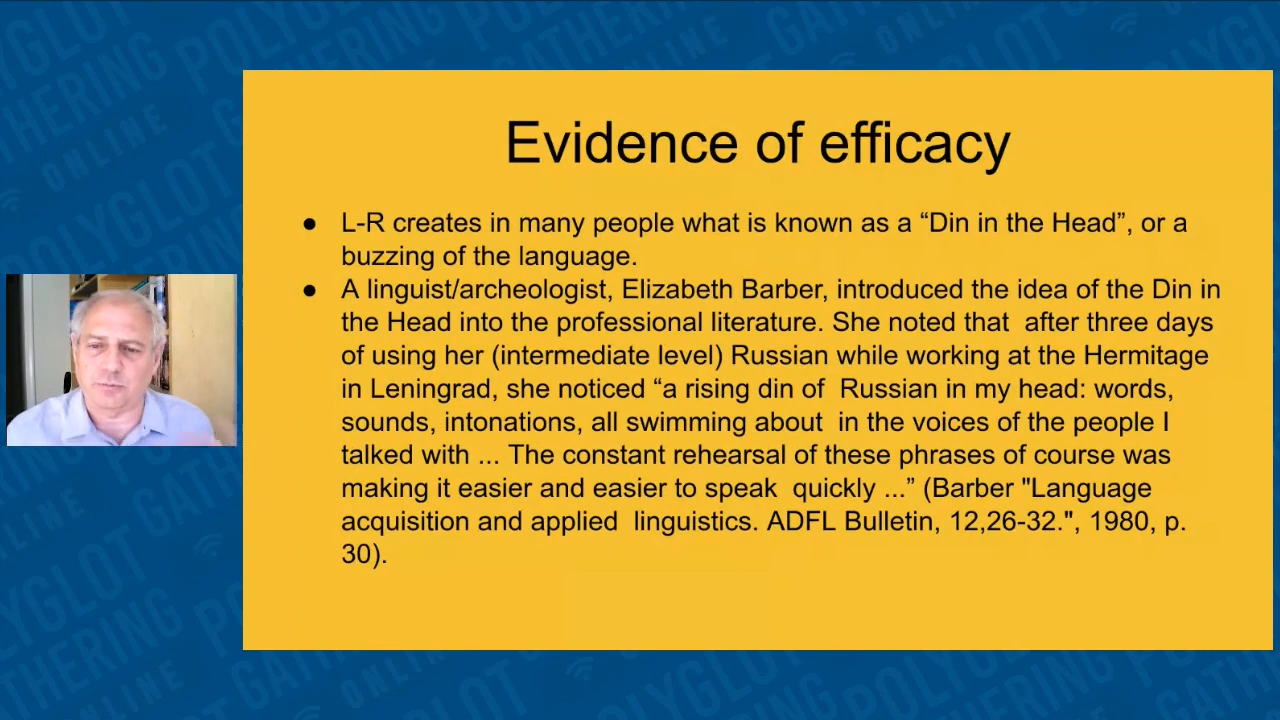 Evidence of efficacy
● L-R creates in many people what is known as a “Din in the Head”, or a
buzzing of the language.
● A linguist/archeologist, Elizabeth Barber, introduced the idea of the Din in
the Head into the professional literature. She noted that  after three days
of using her (intermediate level) Russian while working at the Hermitage
in Leningrad, she noticed “a rising din of  Russian in my head: words,
sounds, intonations, all swimming about  in the voices of the people I
talked with ... The constant rehearsal of these phrases of course was
making it easier and easier to speak  quickly ...” (Barber "Language
acquisition and applied  linguistics. ADFL Bulletin, 12,26-32.", 1980, p.
30).
POLYGLOT
GATHERING
ONLINE